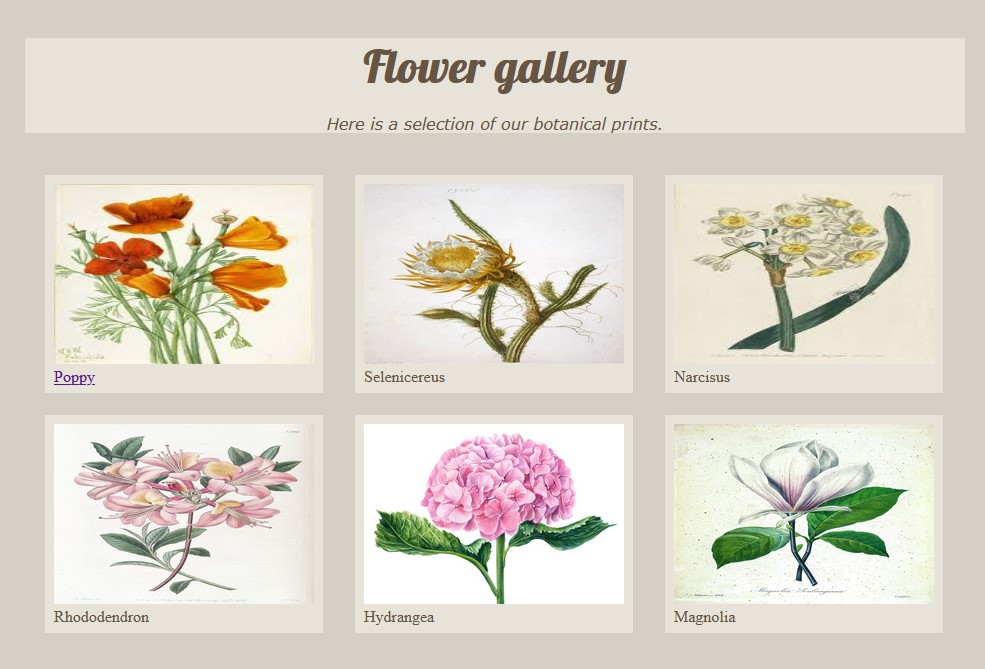 Flower gallery
Here is a selection of our botanical prints.
Poppy
Selenicereus
Narcisus
Rhododendron
Hydrangea
Magnolia